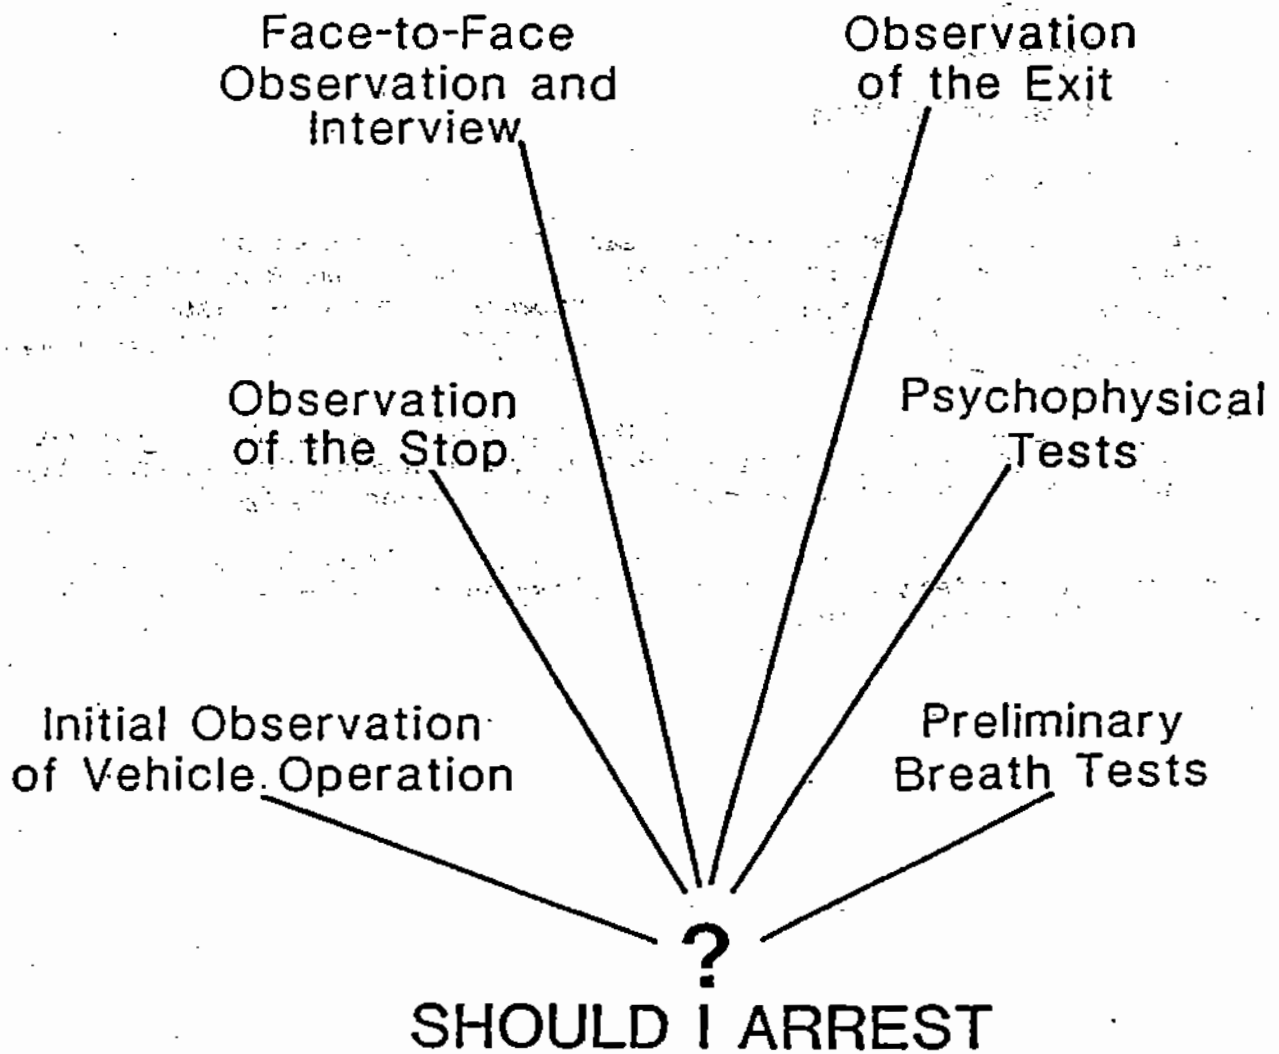 Face-to-Face
Observation and
Interview
Observation
of the Exit
Observation
of the Stop
Psychophysical
Tests
Initial Observation
of Vehicle Operation
Preliminary
Breath Tests
?
SHOULD I ARREST